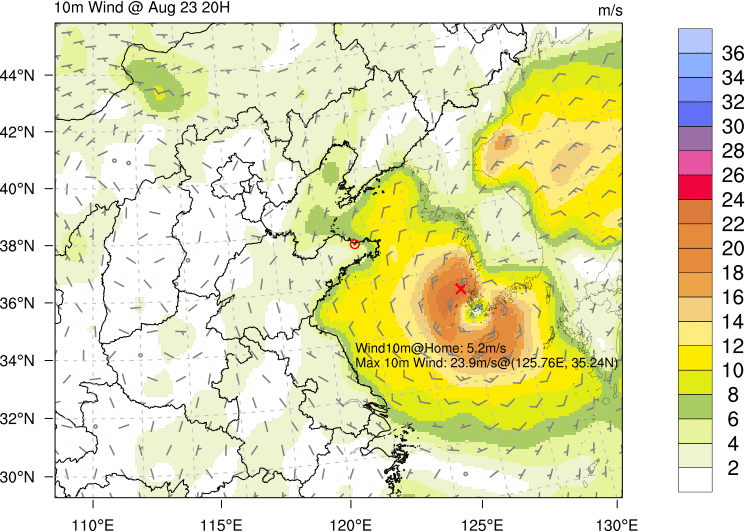 10m Wind @ Aug 23 20H
m/s
44°N
42°N
40°N
38°N
36°N
34°N
32°N
30°N
110°E
115°E
120°E
125°E
130°E
Wind10m@Home: 5.2m/s
Max 10m Wind: 23.9m/s@(125.76E, 35.24N)
36
34
32
30
28
26
24
22
20
18
16
14
12
10
8
6
4
2